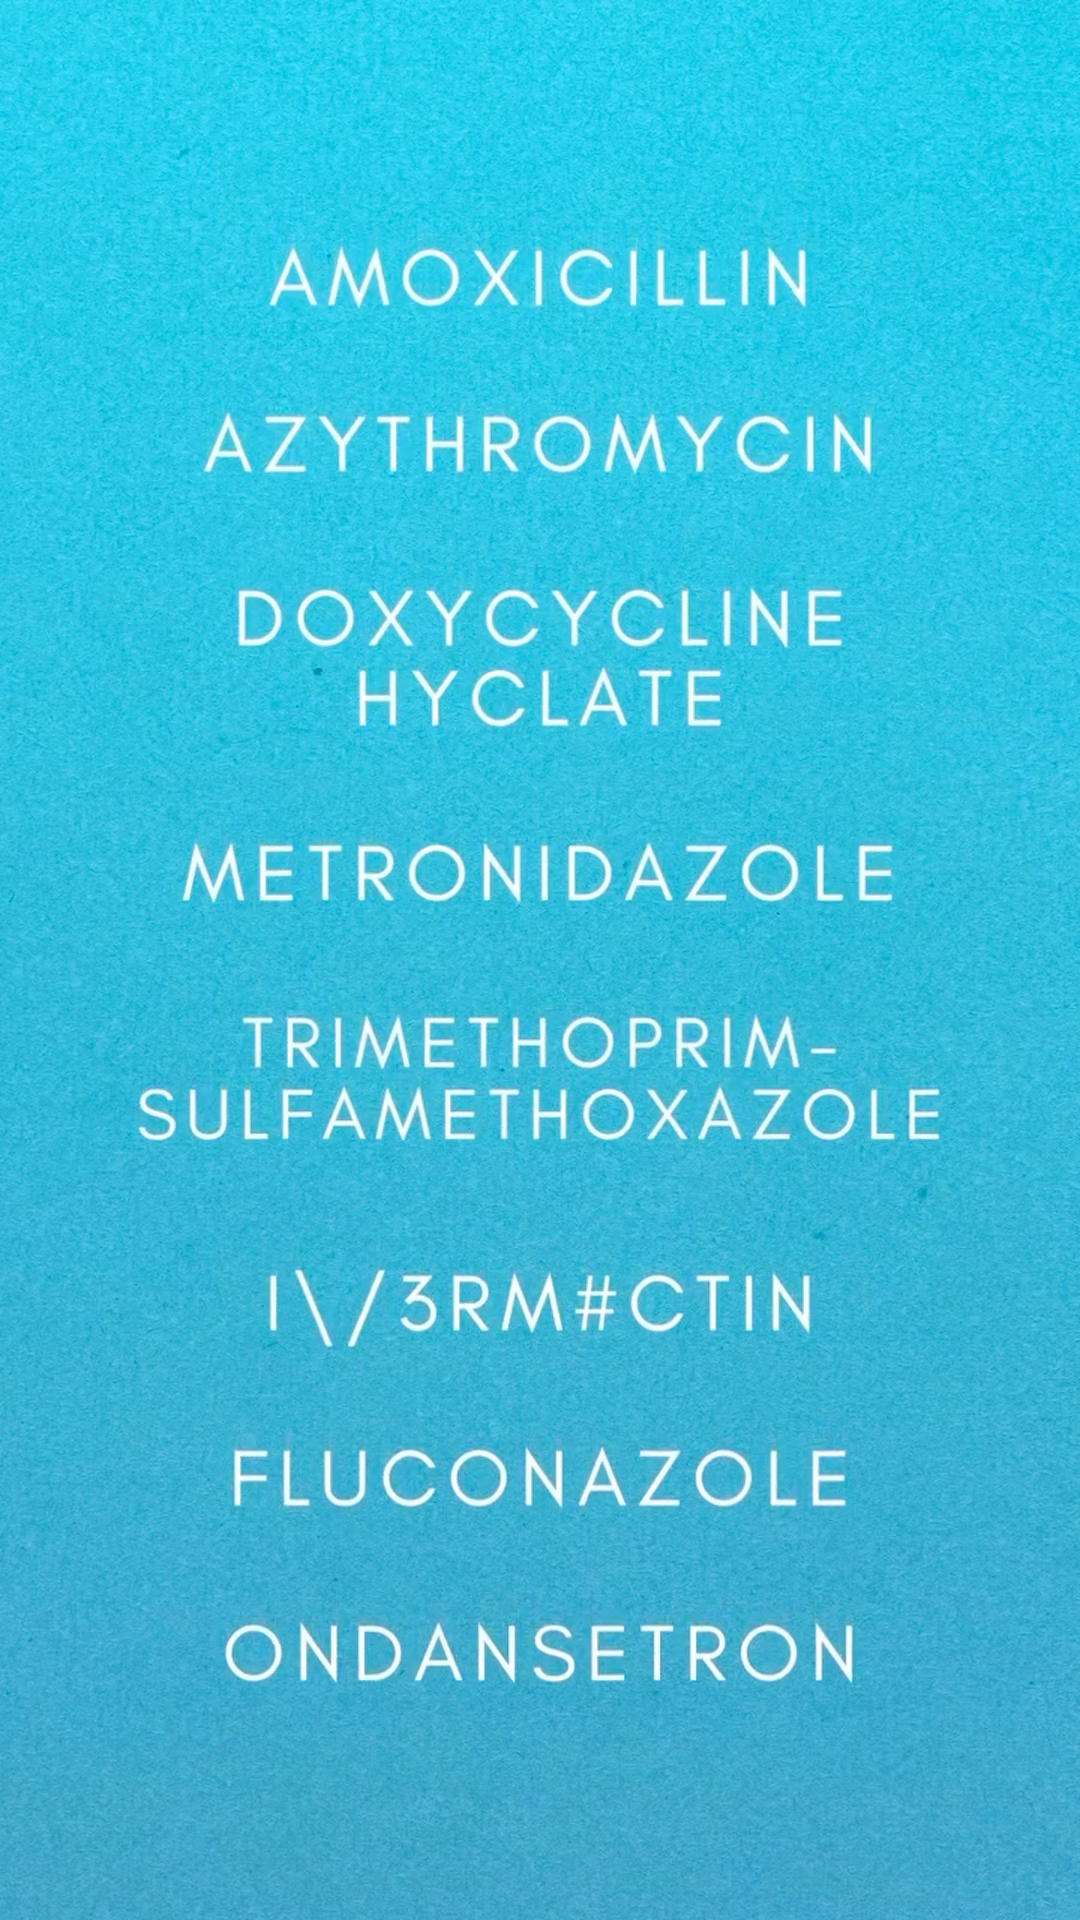 AMOXICILLIN
AZYTHROMYCIN
DOXYCYCLINE
HYCLATE
METRONIDAZOLE
TRIMETHOPRIM-
SULFAMETHOXAZOLE
I\/3RM#CTIN
FLUCONAZOLE
ONDANSETRON